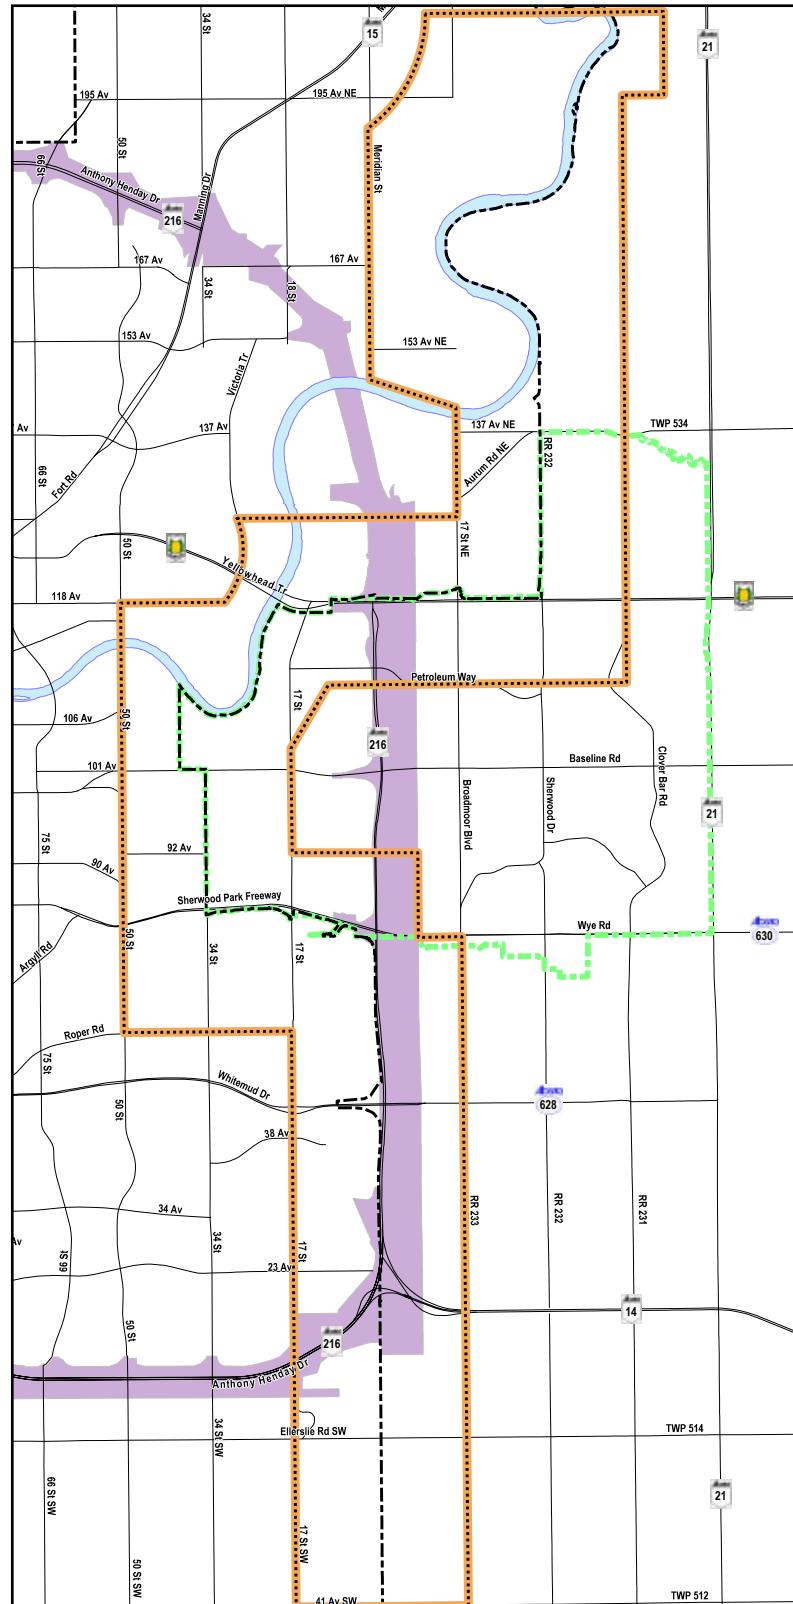 34 St
15
21
195 Av
195 Av NE
50 St
66 St
Anthony Henday Dr
Manning Dr
Meridian St
216
167 Av
167 Av
34 St
18 St
153 Av
153 Av NE
Victoria Tr
Av
137 Av
137 Av NE
TWP 534
RR 232
Aurum Rd NE
66 St
Fort Rd
50 St
17 St NE
Yellowhead Tr
118 Av
Petroleum Way
17 St
50 St
106 Av
216
101 Av
Baseline Rd
Clover Bar Rd
Broadmoor Blvd
Sherwood Dr
21
75 St
92 Av
90 Av
Sherwood Park Freeway
Wye Rd
630
50 St
34 St
17 St
Argyll Rd
Roper Rd
75 St
Whitemud Dr
50 St
628
38 Av
34 Av
RR 233
RR 232
RR 231
Av
34 St
17 St
66 St
23 Av
14
50 St
216
Anthony Henday Dr
Ellerslie Rd SW
TWP 514
34 St SW
66 St SW
21
17 St SW
50 St SW
41 Av SW
TWP 512